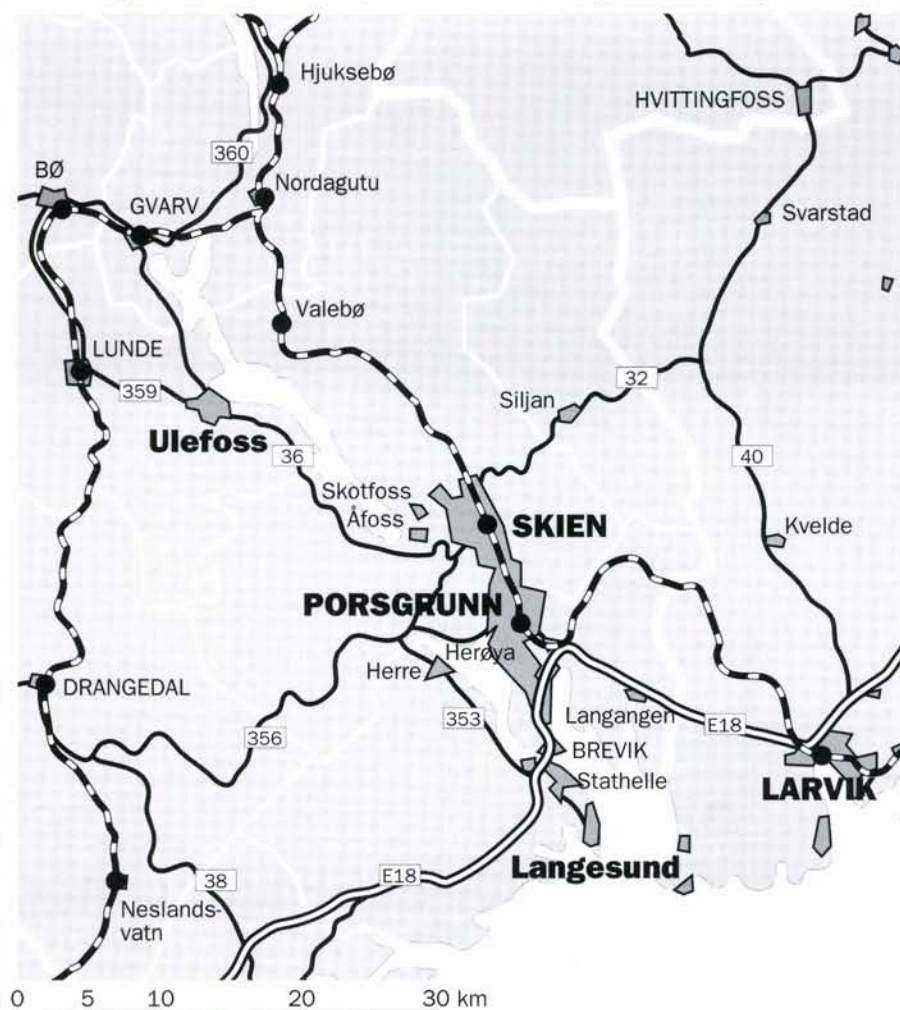 Hjuksebø
HVITTINGFOSS
360
BØ
Nordagutu
GVARV
Svarstad
Valebø
LUNDE
32
359
Siljan
Ulefoss
36
40
Skotfoss
Åfoss
SKIEN
Kvelde
PORSGRUNN
Herøya
Herre
DRANGEDAL
353
Langangen
E18
356
BREVIK
Stathelle
LARVIK
Langesund
E18
38
Neslands-
vatn
0 5 10 20 30 km